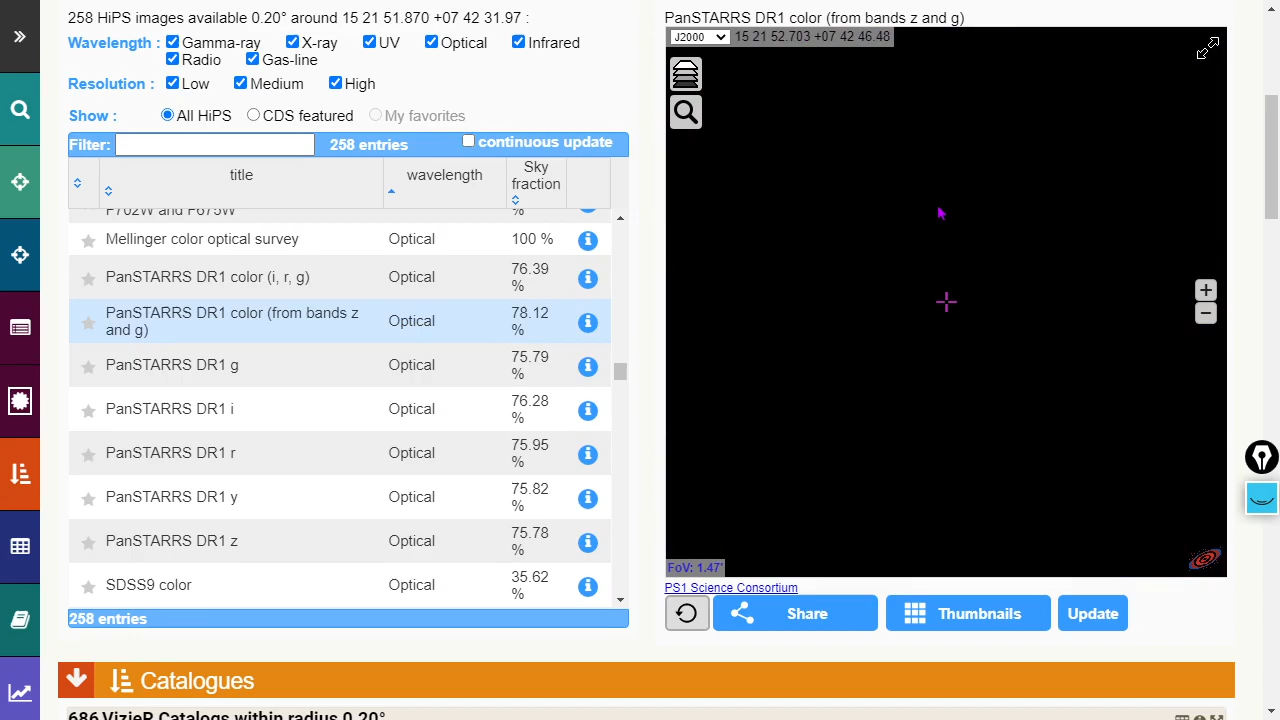 258 HiPS images available 0.20° around 15 21 51.870 +07 42 31.97 :
Wavelength : Gamma-ray X-ray UV Optical Infrared
Radio Gas-line
Resolution : Low Medium High
Show : All HiPS CDS featured My favorites
Filter: 258 entries continuous update
title wavelength Sky
fraction
F702W and F675W %
Mellinger color optical survey Optical 100 %
PanSTARRS DR1 color (i, r, g) Optical 76.39
%
PanSTARRS DR1 color (from bands z
and g) Optical 78.12
%
PanSTARRS DR1 g Optical 75.79
%
PanSTARRS DR1 i Optical 76.28
%
PanSTARRS DR1 r Optical 75.95
%
PanSTARRS DR1 y Optical 75.82
%
PanSTARRS DR1 z Optical 75.78
%
SDSS9 color Optical 35.62
%
258 entries
PanSTARRS DR1 color (from bands z and g)
J2000 15 21 52.703 +07 42 46.48
+
−
FoV: 1.47'
PS1 Science Consortium
Share Thumbnails Update
Catalogues
686 VizieR Catalogs within radius 0.20°